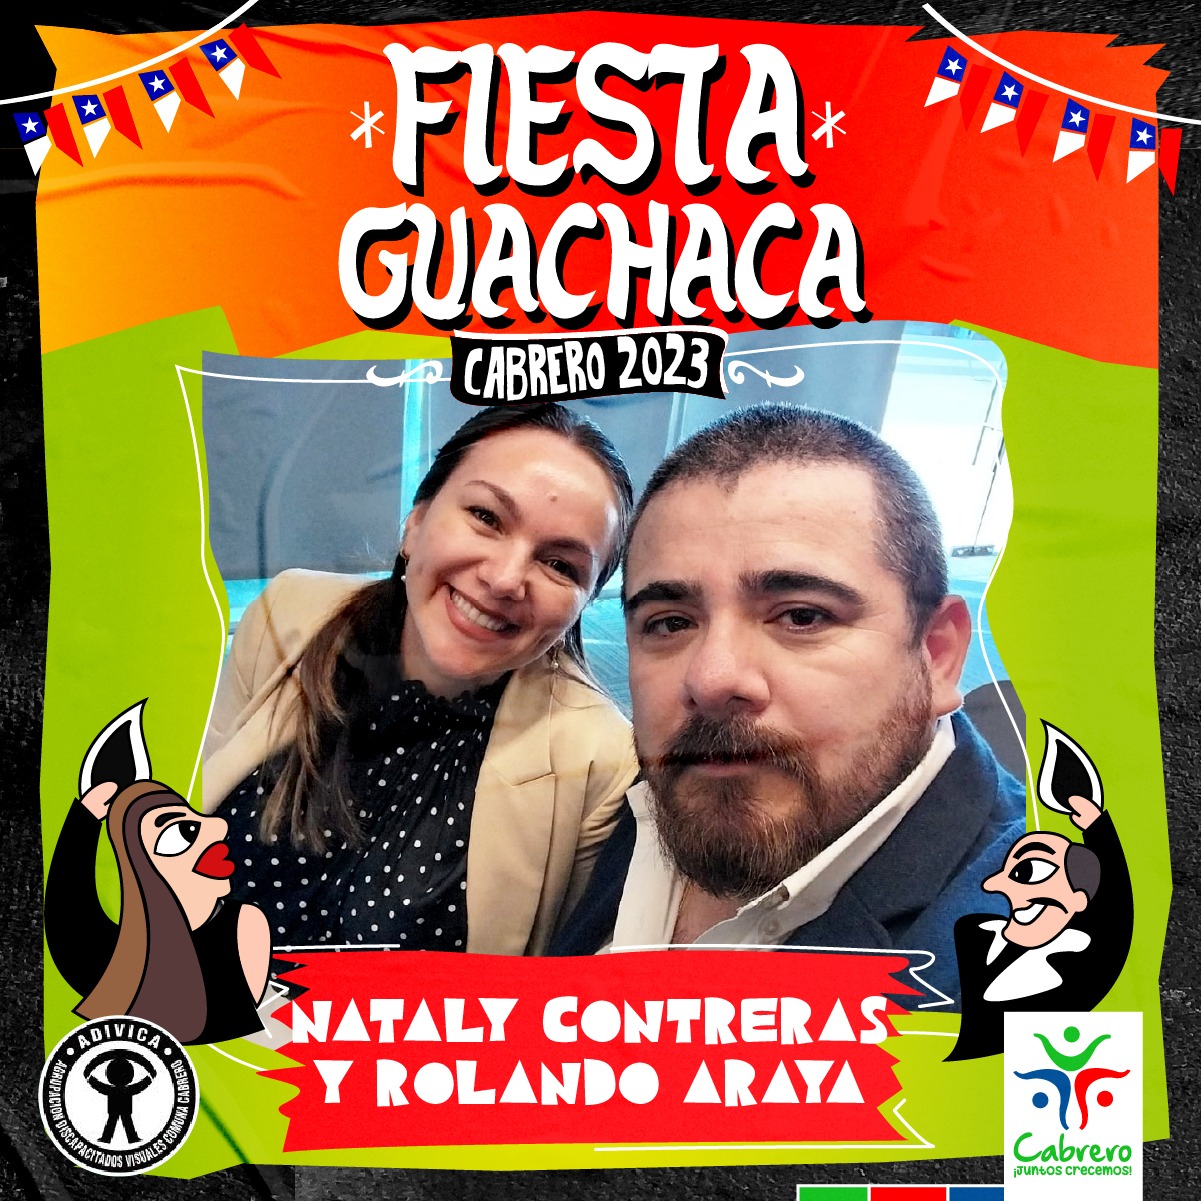 *FIESTA*
GUACHACA
CABRERO 2023
NATALY CONTRERAS
Y ROLANDO ARAYA
• ADIVICA •
AGRUPACION DISCAPACITADOS VISUALES COMUNA CABRERO
Cabrero
¡Juntos crecemos!